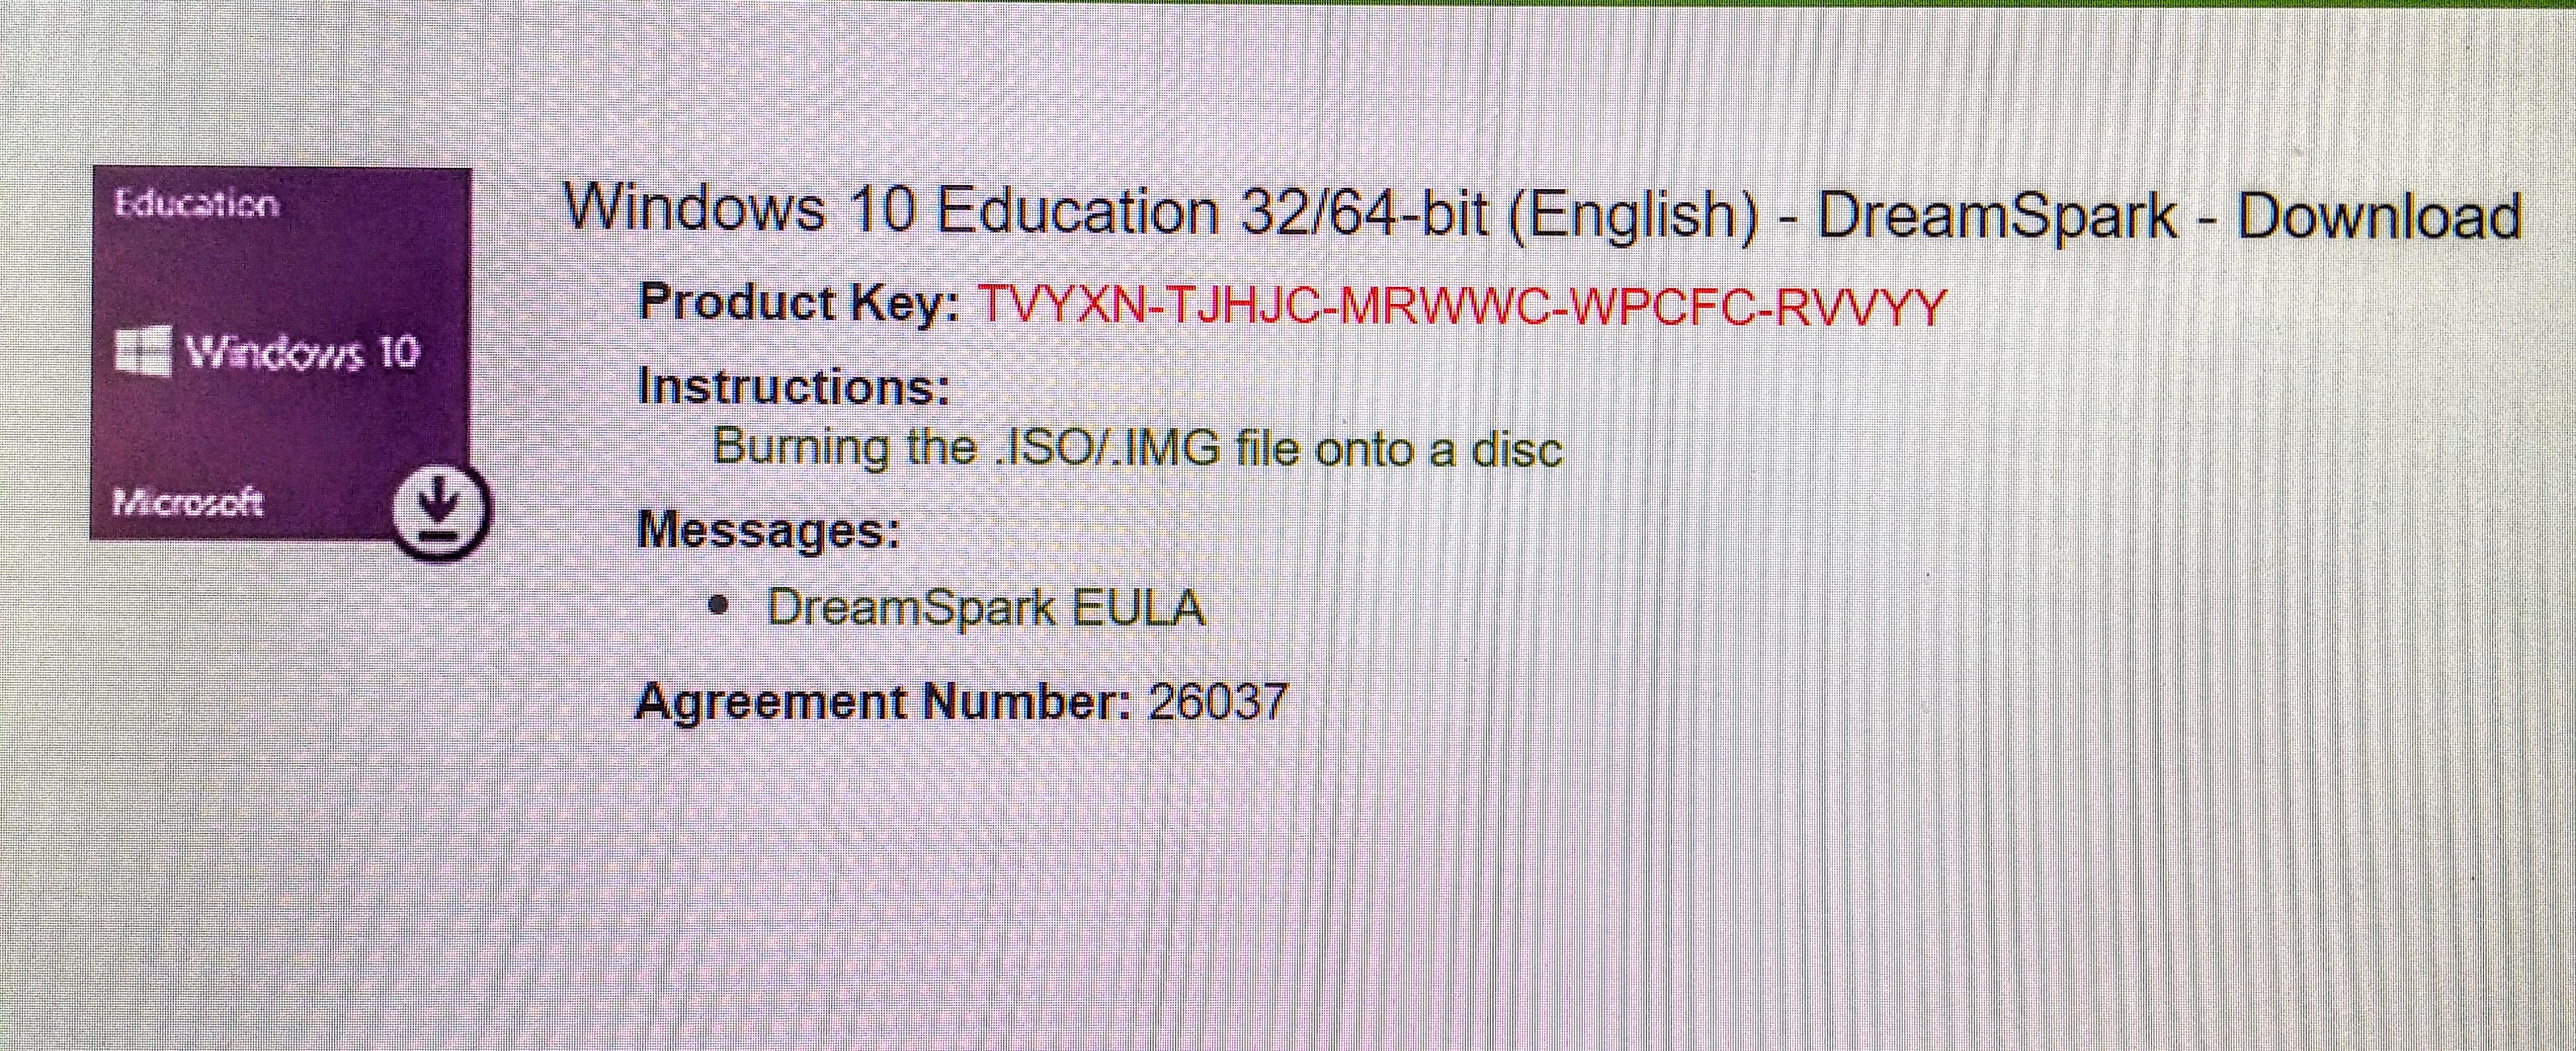 Education
Windows 10
Microsoft
Windows 10 Education 32/64-bit (English) - DreamSpark - Download
Product Key: TVYXN-TJHJC-MRWWC-WPCFC-RVVYY
Instructions:
Burning the .ISO/.IMG file onto a disc
Messages:
• DreamSpark EULA
Agreement Number: 26037